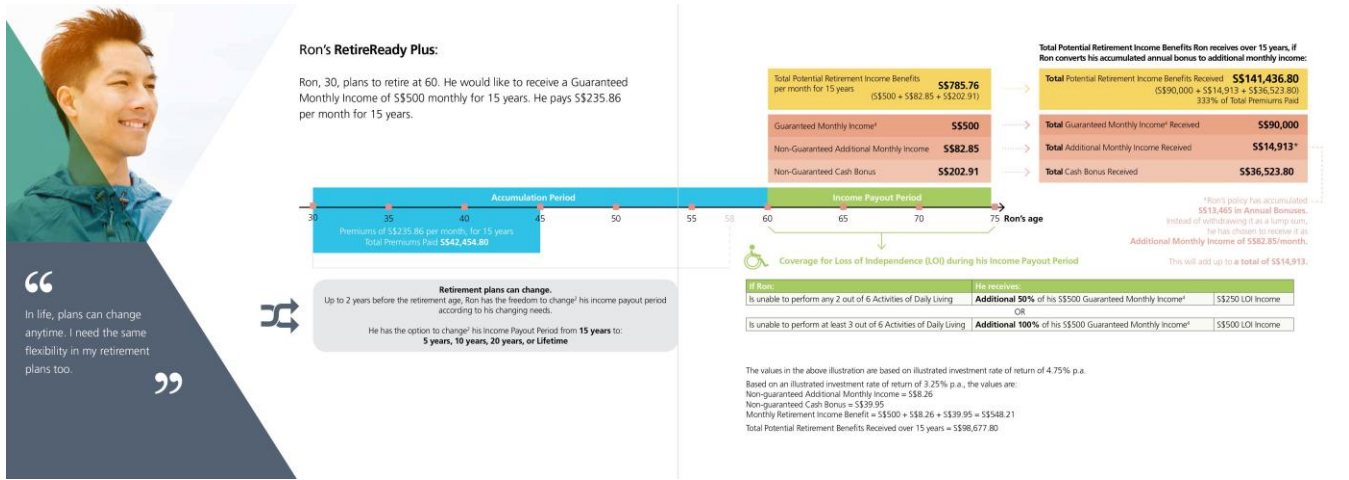 Ron's RetireReady Plus:
Ron, 30, plans to retire at 60. He would like to receive a Guaranteed
Monthly Income of S$500 monthly for 15 years. He pays S$235.86
per month for 15 years.
“
In life, plans can change
anytime. I need the same
flexibility in my retirement
plans too.
”
Total Potential Retirement Income Benefits
per month for 15 years S$785.76
(S$500 + S$82.85 + S$202.91)
Guaranteed Monthly Income⁴ S$500
Non-Guaranteed Additional Monthly Income S$82.85
Non-Guaranteed Cash Bonus S$202.91
Total Potential Retirement Income Benefits Ron receives over 15 years, if
Ron converts his accumulated annual bonus to additional monthly income:
Total Potential Retirement Income Benefits Received S$141,436.80
(S$90,000 + S$14,913 + S$36,523.80)
333% of Total Premiums Paid
Total Guaranteed Monthly Income⁴ Received S$90,000
Total Additional Monthly Income Received S$14,913*
Total Cash Bonus Received S$36,523.80
Accumulation Period
Income Payout Period
30 35 40 45 50 55 58 60 65 70 75 Ron's age
Premiums of S$235.86 per month, for 15 years
Total Premiums Paid S$42,454.80
*Ron's policy has accumulated
S$13,465 in Annual Bonuses.
Instead of withdrawing it as a lump sum,
he has chosen to receive it as
Additional Monthly Income of S$82.85/month.
This will add up to a total of S$14,913.
Retirement plans can change.
Up to 2 years before the retirement age, Ron has the freedom to change² his income payout period
according to his changing needs.
He has the option to change² his Income Payout Period from 15 years to:
5 years, 10 years, 20 years, or Lifetime
Coverage for Loss of Independence (LOI) during his Income Payout Period
If Ron: He receives:
Is unable to perform any 2 out of 6 Activities of Daily Living Additional 50% of his S$500 Guaranteed Monthly Income⁴ S$250 LOI Income
OR
Is unable to perform at least 3 out of 6 Activities of Daily Living Additional 100% of his S$500 Guaranteed Monthly Income⁴ S$500 LOI Income
The values in the above illustration are based on illustrated investment rate of return of 4.75% p.a.
Based on an illustrated investment rate of return of 3.25% p.a., the values are:
Non-guaranteed Additional Monthly Income = S$8.26
Non-guaranteed Cash Bonus = S$39.95
Monthly Retirement Income Benefit = S$500 + S$8.26 + S$39.95 = S$548.21
Total Potential Retirement Benefits Received over 15 years = S$98,677.80